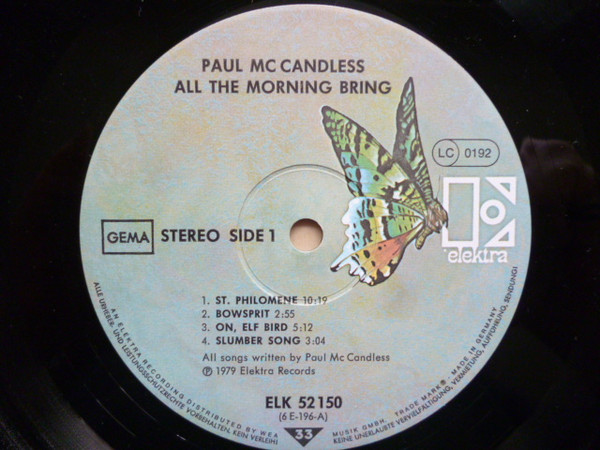 PAUL MC CANDLESS
ALL THE MORNING BRING
LC 0192
elektra
GEMA STEREO SIDE 1
1. ST. PHILOMENE 10:19
2. BOWSPRIT 2:55
3. ON, ELF BIRD 5:12
4. SLUMBER SONG 3:04
All songs written by Paul Mc Candless
℗ 1979 Elektra Records
ELK 52 150
(6 E-196-A)
33
AN ELEKTRA RECORDING DISTRIBUTED BY WEA MUSIK GMBH. TRADE MARK®. MADE IN GERMANY
ALLE URHEBER- UND LEISTUNGSSCHUTZRECHTE VORBEHALTEN. KEIN VERLEIH! KEINE UNERLAUBTE VERVIELFÄLTIGUNG, VERMIETUNG, AUFFÜHRUNG, SENDUNG!